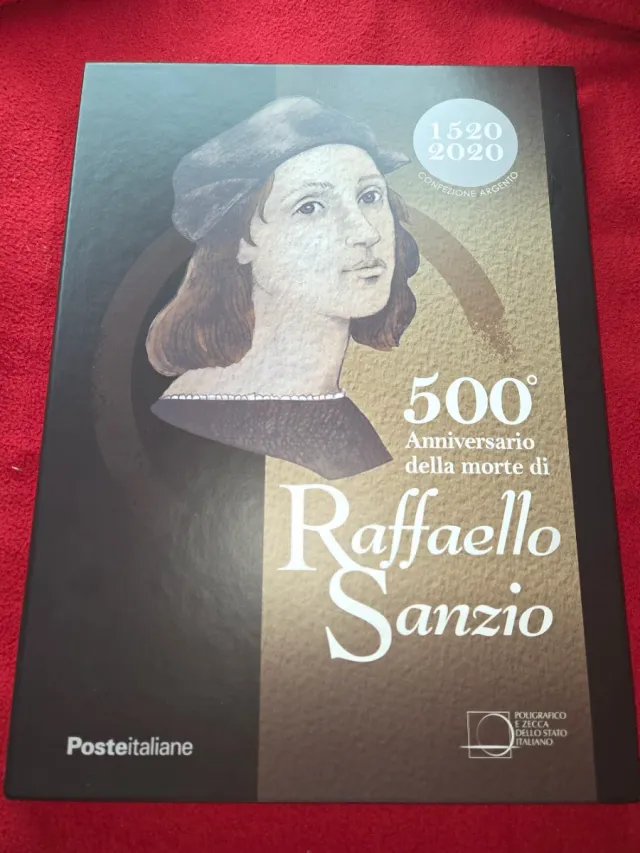 1520
2020
CONFEZIONE ARGENTO
500°
Anniversario
della morte di
Raffaello
Sanzio
Posteitaliane
POLIGRAFICO
E ZECCA
DELLO STATO
ITALIANO